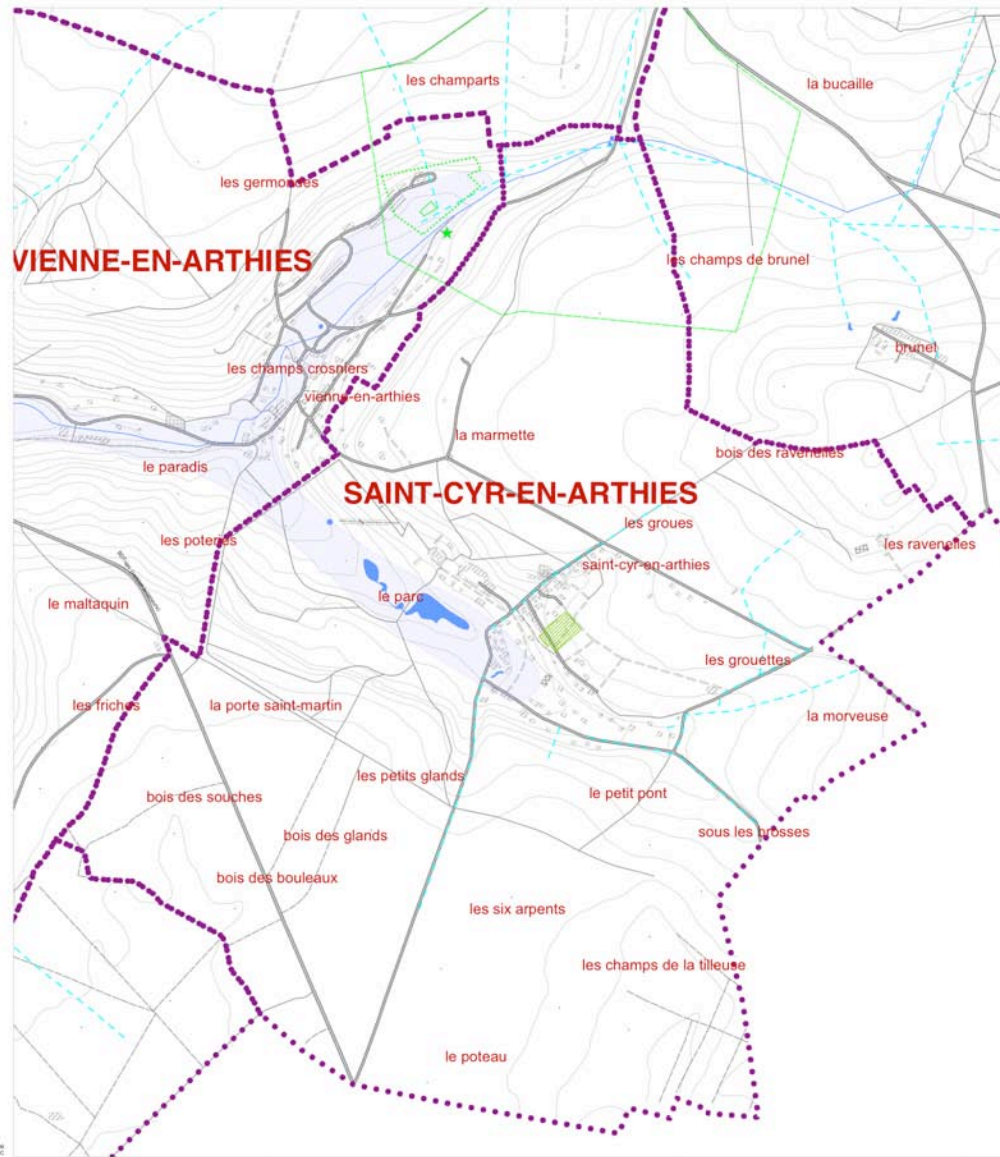 les champarts
la bucaille
les germondes
VIENNE-EN-ARTHIES
les champs de brunel
brunel
les champs crosniers
vienne-en-arthies
la marmette
bois des ravenelles
le paradis
SAINT-CYR-EN-ARTHIES
les groues
les poteries
les ravenelles
saint-cyr-en-arthies
le maltaquin
le parc
les grouettes
les friches
la porte saint-martin
la morveuse
les petits glands
bois des souches
le petit pont
bois des glands
sous les brosses
bois des bouleaux
les six arpents
les champs de la tilleuse
le poteau